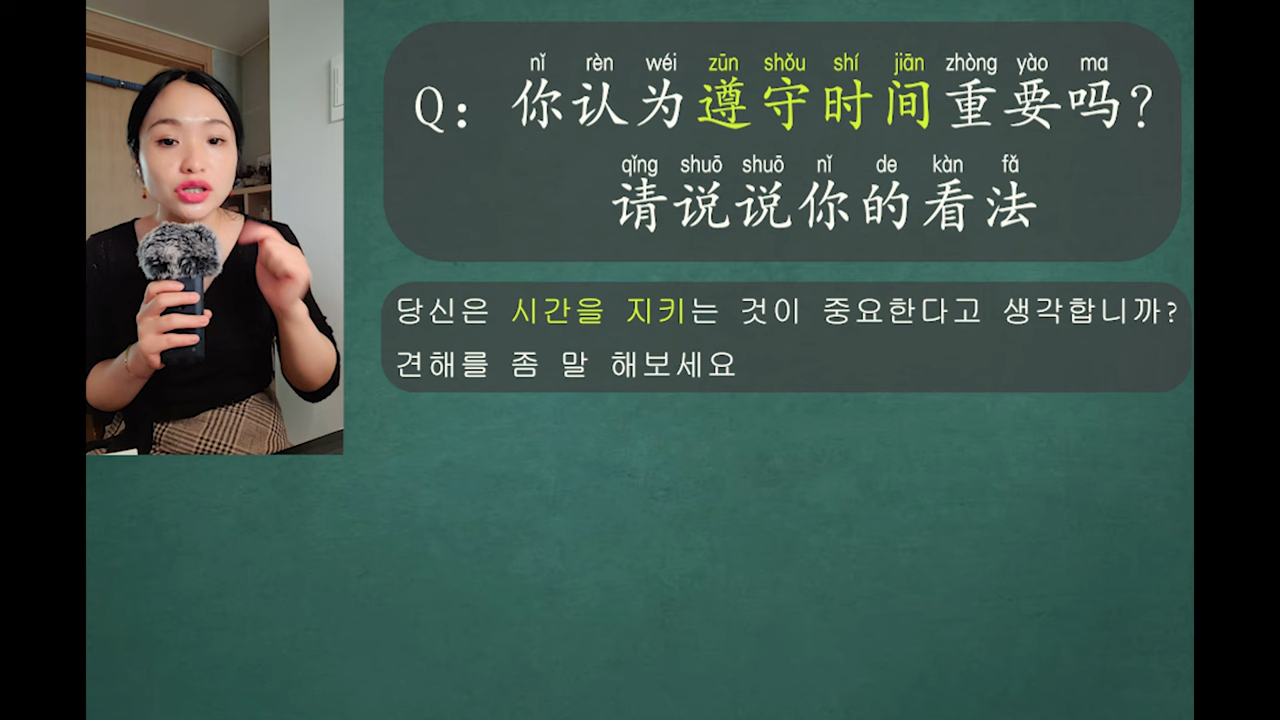 nǐ rèn wéi zūn shǒu shí jiān zhòng yào ma
Q：你认为遵守时间重要吗？
qǐng shuō shuō nǐ de kàn fǎ
请说说你的看法
당신은 시간을 지키는 것이 중요한다고 생각합니까?
견해를 좀 말 해보세요